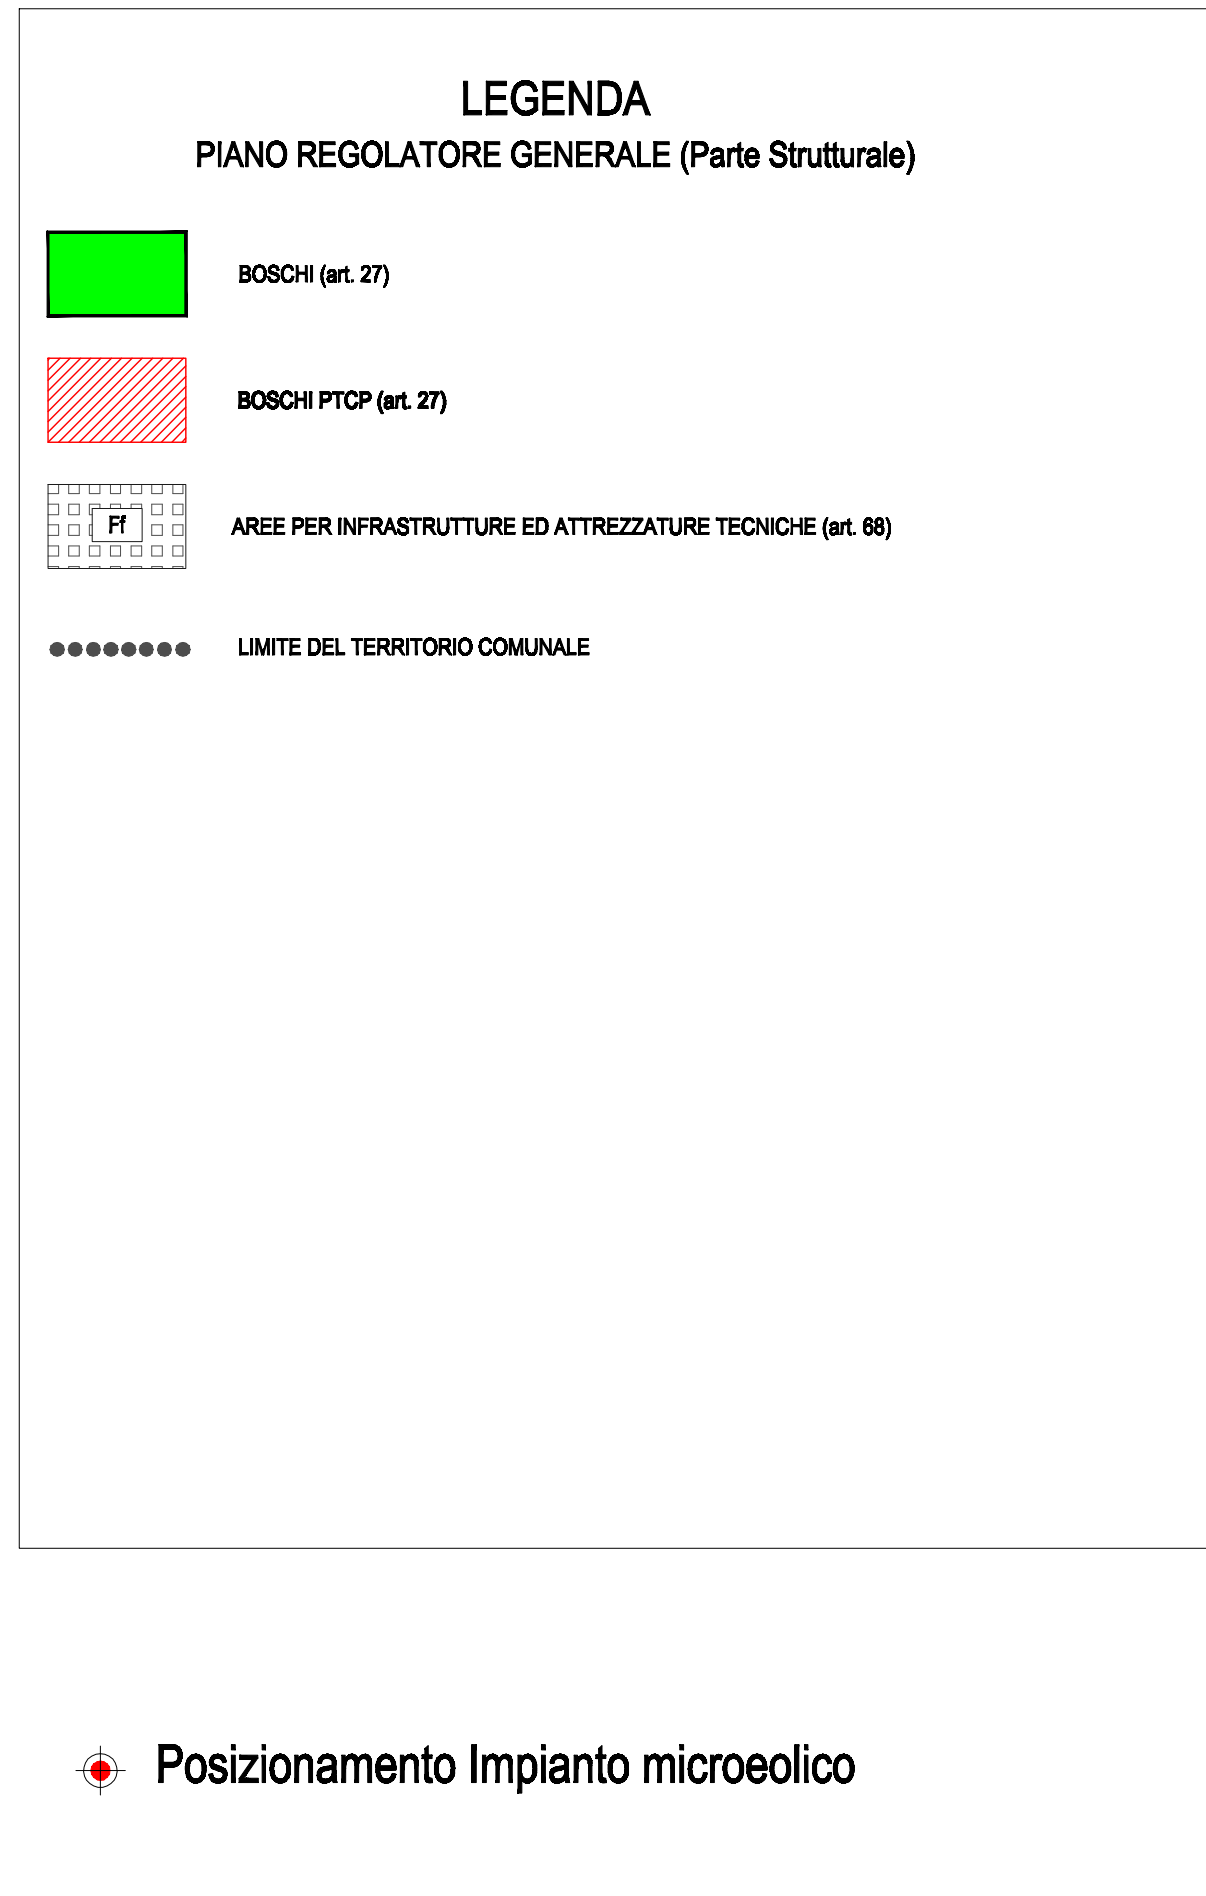 LEGENDA
PIANO REGOLATORE GENERALE (Parte Strutturale)
BOSCHI (art. 27)
BOSCHI PTCP (art. 27)
Ff AREE PER INFRASTRUTTURE ED ATTREZZATURE TECNICHE (art. 68)
LIMITE DEL TERRITORIO COMUNALE
Posizionamento Impianto microeolico